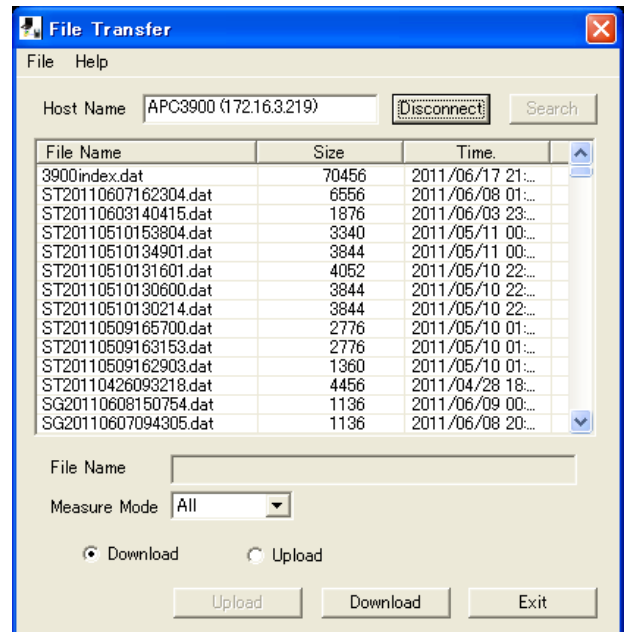 File Transfer
File Help
Host Name APC3900 (172.16.3.219) Disconnect Search
File Name Size Time.
3900index.dat 70456 2011/06/17 21:...
ST20110607162304.dat 6556 2011/06/08 01:...
ST20110603140415.dat 1876 2011/06/03 23:...
ST20110510153804.dat 3340 2011/05/11 00:...
ST20110510134901.dat 3844 2011/05/11 00:...
ST20110510131601.dat 4052 2011/05/10 22:...
ST20110510130600.dat 3844 2011/05/10 22:...
ST20110510130214.dat 3844 2011/05/10 22:...
ST20110509165700.dat 2776 2011/05/10 01:...
ST20110509163153.dat 2776 2011/05/10 01:...
ST20110509162903.dat 1360 2011/05/10 01:...
ST20110426093218.dat 4456 2011/04/28 18:...
SG20110608150754.dat 1136 2011/06/09 00:...
SG20110607094305.dat 1136 2011/06/08 20:...
File Name
Measure Mode All
Download Upload
Upload Download Exit